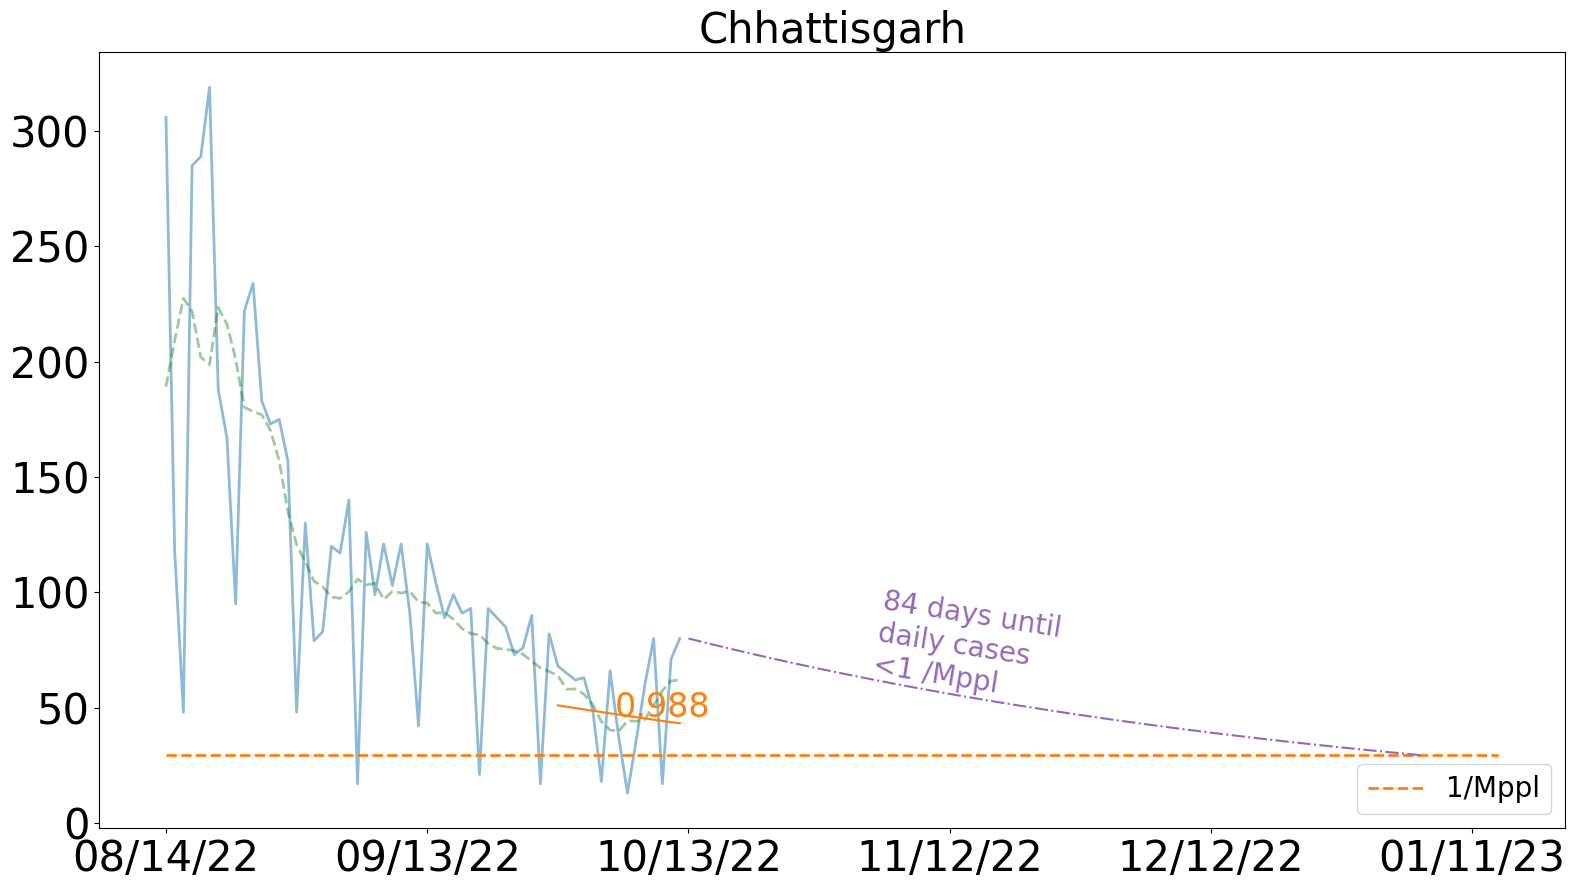 Chhattisgarh
300
250
200
150
100
50
0
84 days until
daily cases
<1 /Mppl
0.988
1/Mppl
08/14/22
09/13/22
10/13/22
11/12/22
12/12/22
01/11/23